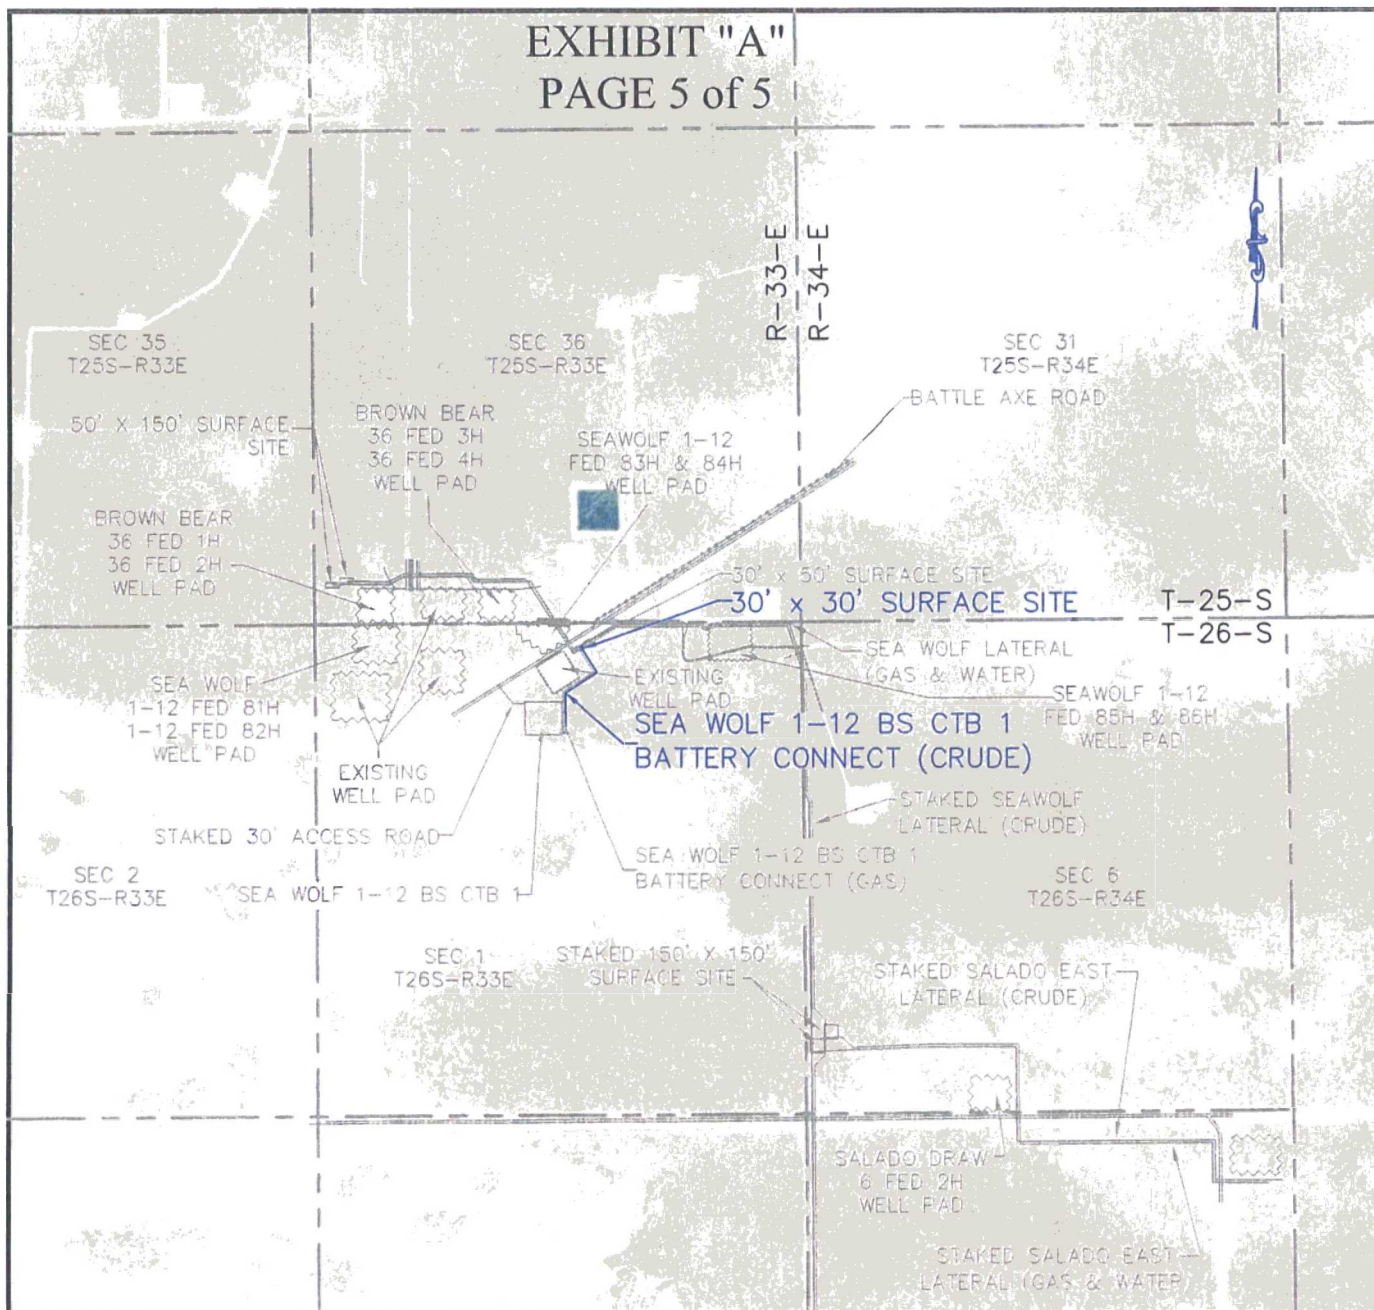 EXHIBIT "A"
PAGE 5 of 5
R-33-E
R-34-E
SEC 35
T25S-R33E
SEC 36
T25S-R33E
SEC 31
T25S-R34E
BATTLE AXE ROAD
50' X 150' SURFACE
SITE
BROWN BEAR
36 FED 3H
36 FED 4H
WELL PAD
SEAWOLF 1-12
FED 83H & 84H
WELL PAD
BROWN BEAR
36 FED 1H
36 FED 2H
WELL PAD
30' x 50' SURFACE SITE
30' x 30' SURFACE SITE
T-25-S
T-26-S
SEA WOLF LATERAL
(GAS & WATER)
EXISTING
WELL PAD
SEA WOLF
1-12 FED 81H
1-12 FED 82H
WELL PAD
SEAWOLF 1-12
FED 85H & 86H
WELL PAD
SEA WOLF 1-12 BS CTB 1
BATTERY CONNECT (CRUDE)
EXISTING
WELL PAD
STAKED SEAWOLF
LATERAL (CRUDE)
STAKED 30' ACCESS ROAD
SEA WOLF 1-12 BS CTB 1
BATTERY CONNECT (GAS)
SEC 2
T26S-R33E
SEA WOLF 1-12 BS CTB 1
SEC 6
T26S-R34E
SEC 1
T26S-R33E
STAKED 150' X 150'
SURFACE SITE
STAKED SALADO EAST
LATERAL (CRUDE)
SALADO DRAW
6 FED 2H
WELL PAD
STAKED SALADO EAST
LATERAL (GAS & WATER